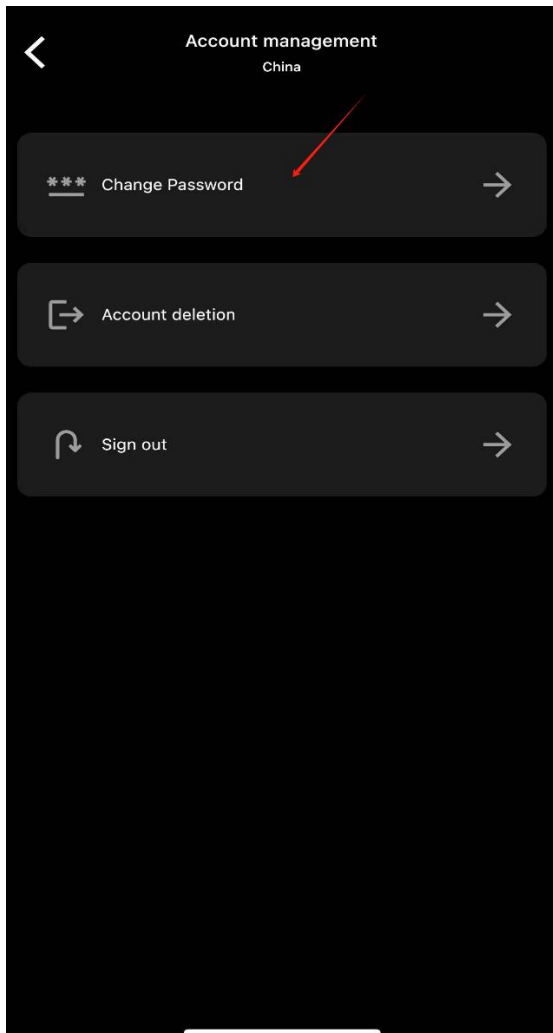 Account management
China
*** Change Password
Account deletion
Sign out